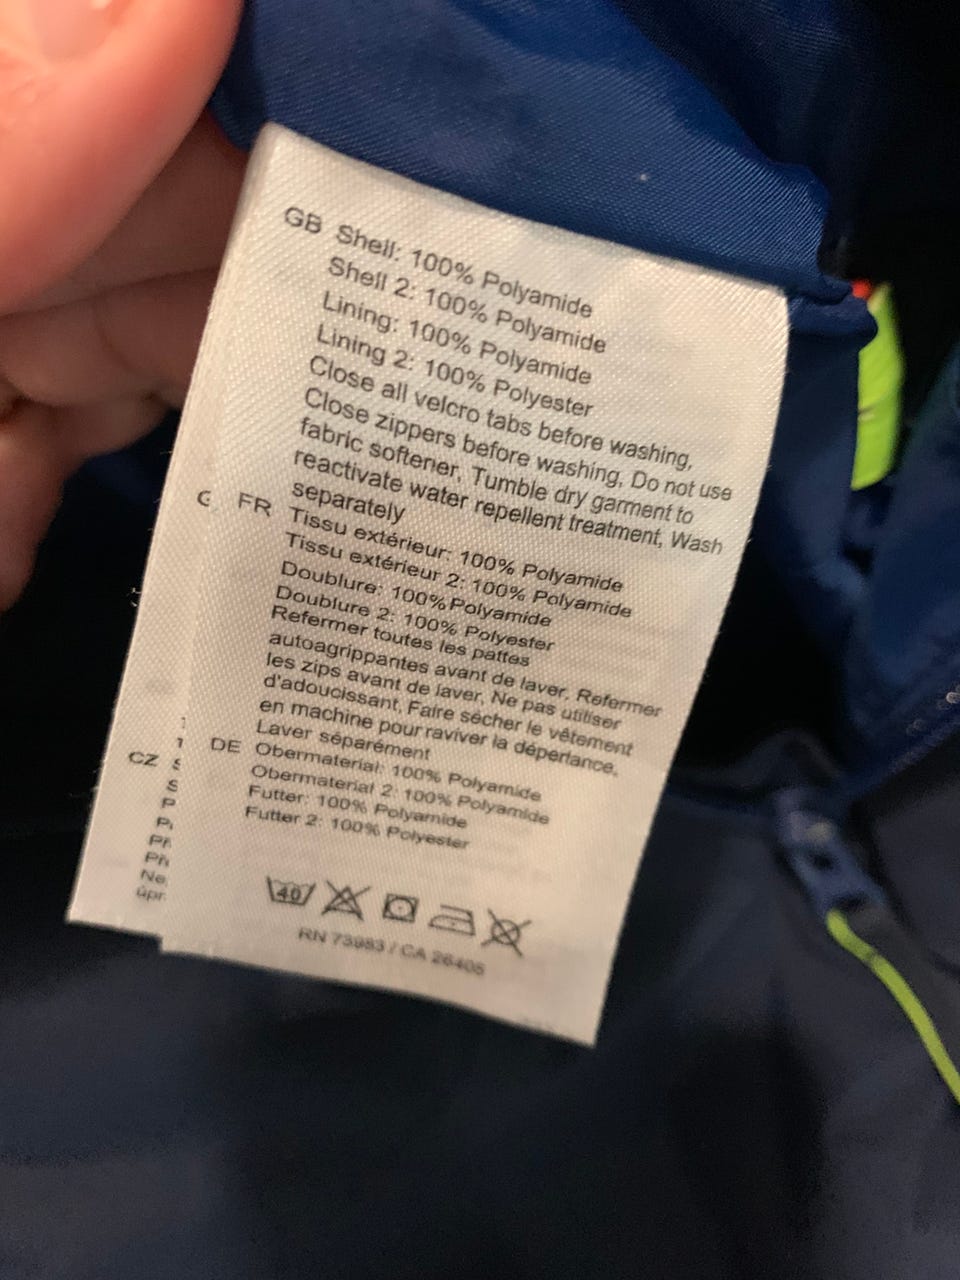 GB Shell: 100% Polyamide
Shell 2: 100% Polyamide
Lining: 100% Polyamide
Lining 2: 100% Polyester
Close all velcro tabs before washing,
Close zippers before washing, Do not use
fabric softener, Tumble dry garment to
reactivate water repellent treatment, Wash
separately
FR Tissu extérieur: 100% Polyamide
Tissu extérieur 2: 100% Polyamide
Doublure: 100% Polyamide
Doublure 2: 100% Polyester
Refermer toutes les pattes
autoagrippantes avant de laver, Refermer
les zips avant de laver, Ne pas utiliser
d'adoucissant, Faire sécher le vêtement
en machine pour raviver la déperlance,
Laver séparément
DE Obermaterial: 100% Polyamide
Obermaterial 2: 100% Polyamide
Futter: 100% Polyamide
Futter 2: 100% Polyester
40
RN 73983 / CA 26405
CZ